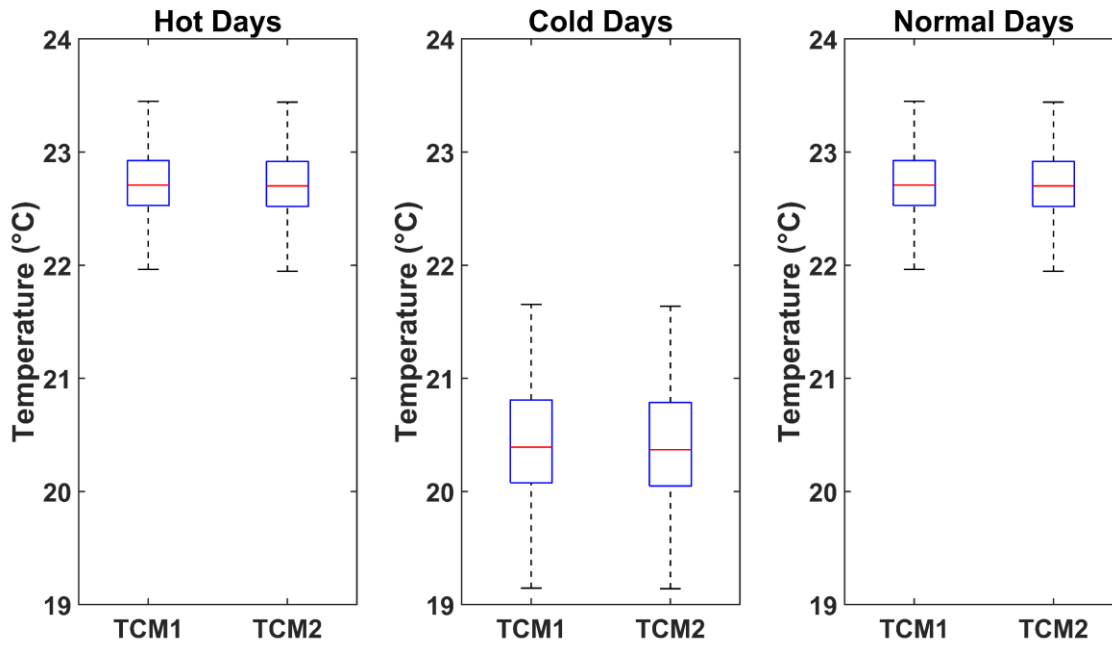 Hot Days
Temperature (°C)
24
23
22
21
20
19
TCM1 TCM2
Cold Days
Temperature (°C)
24
23
22
21
20
19
TCM1 TCM2
Normal Days
Temperature (°C)
24
23
22
21
20
19
TCM1 TCM2